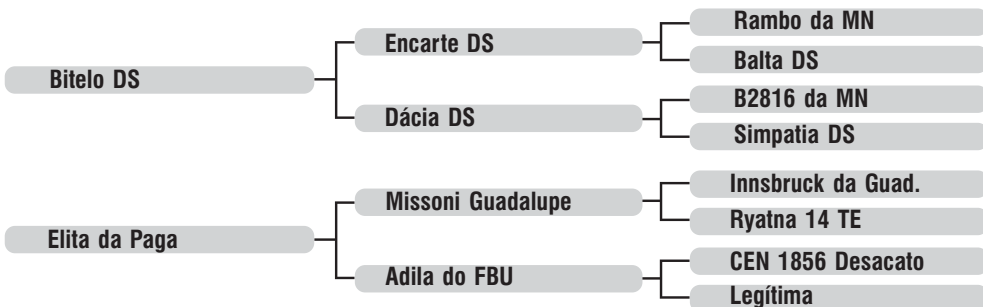 Rambo da MN
Encarte DS
Balta DS
Bitelo DS
B2816 da MN
Dácia DS
Simpatia DS
Innsbruck da Guad.
Missoni Guadalupe
Ryatna 14 TE
Elita da Paga
CEN 1856 Desacato
Adila do FBU
Legítima